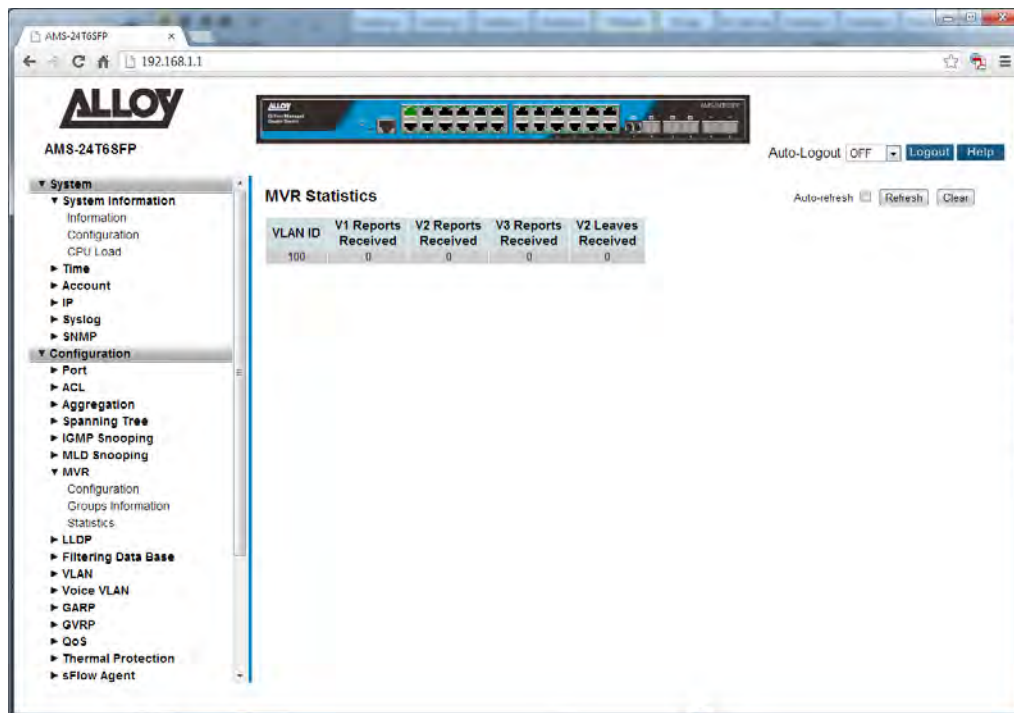 AMS-24T6SFP
192.168.1.1
ALLOY
ALLOY
AMS-24T6SFP
Auto-Logout OFF Logout Help
▼ System
▼ System Information
Information
Configuration
CPU Load
► Time
► Account
► IP
► Syslog
► SNMP
▼ Configuration
► Port
► ACL
► Aggregation
► Spanning Tree
► IGMP Snooping
► MLD Snooping
▼ MVR
Configuration
Groups Information
Statistics
► LLDP
► Filtering Data Base
► VLAN
► Voice VLAN
► GARP
► GVRP
► QoS
► Thermal Protection
► sFlow Agent
MVR Statistics
Auto-refresh Refresh Clear
VLAN ID V1 Reports Received V2 Reports Received V3 Reports Received V2 Leaves Received
100 0 0 0 0